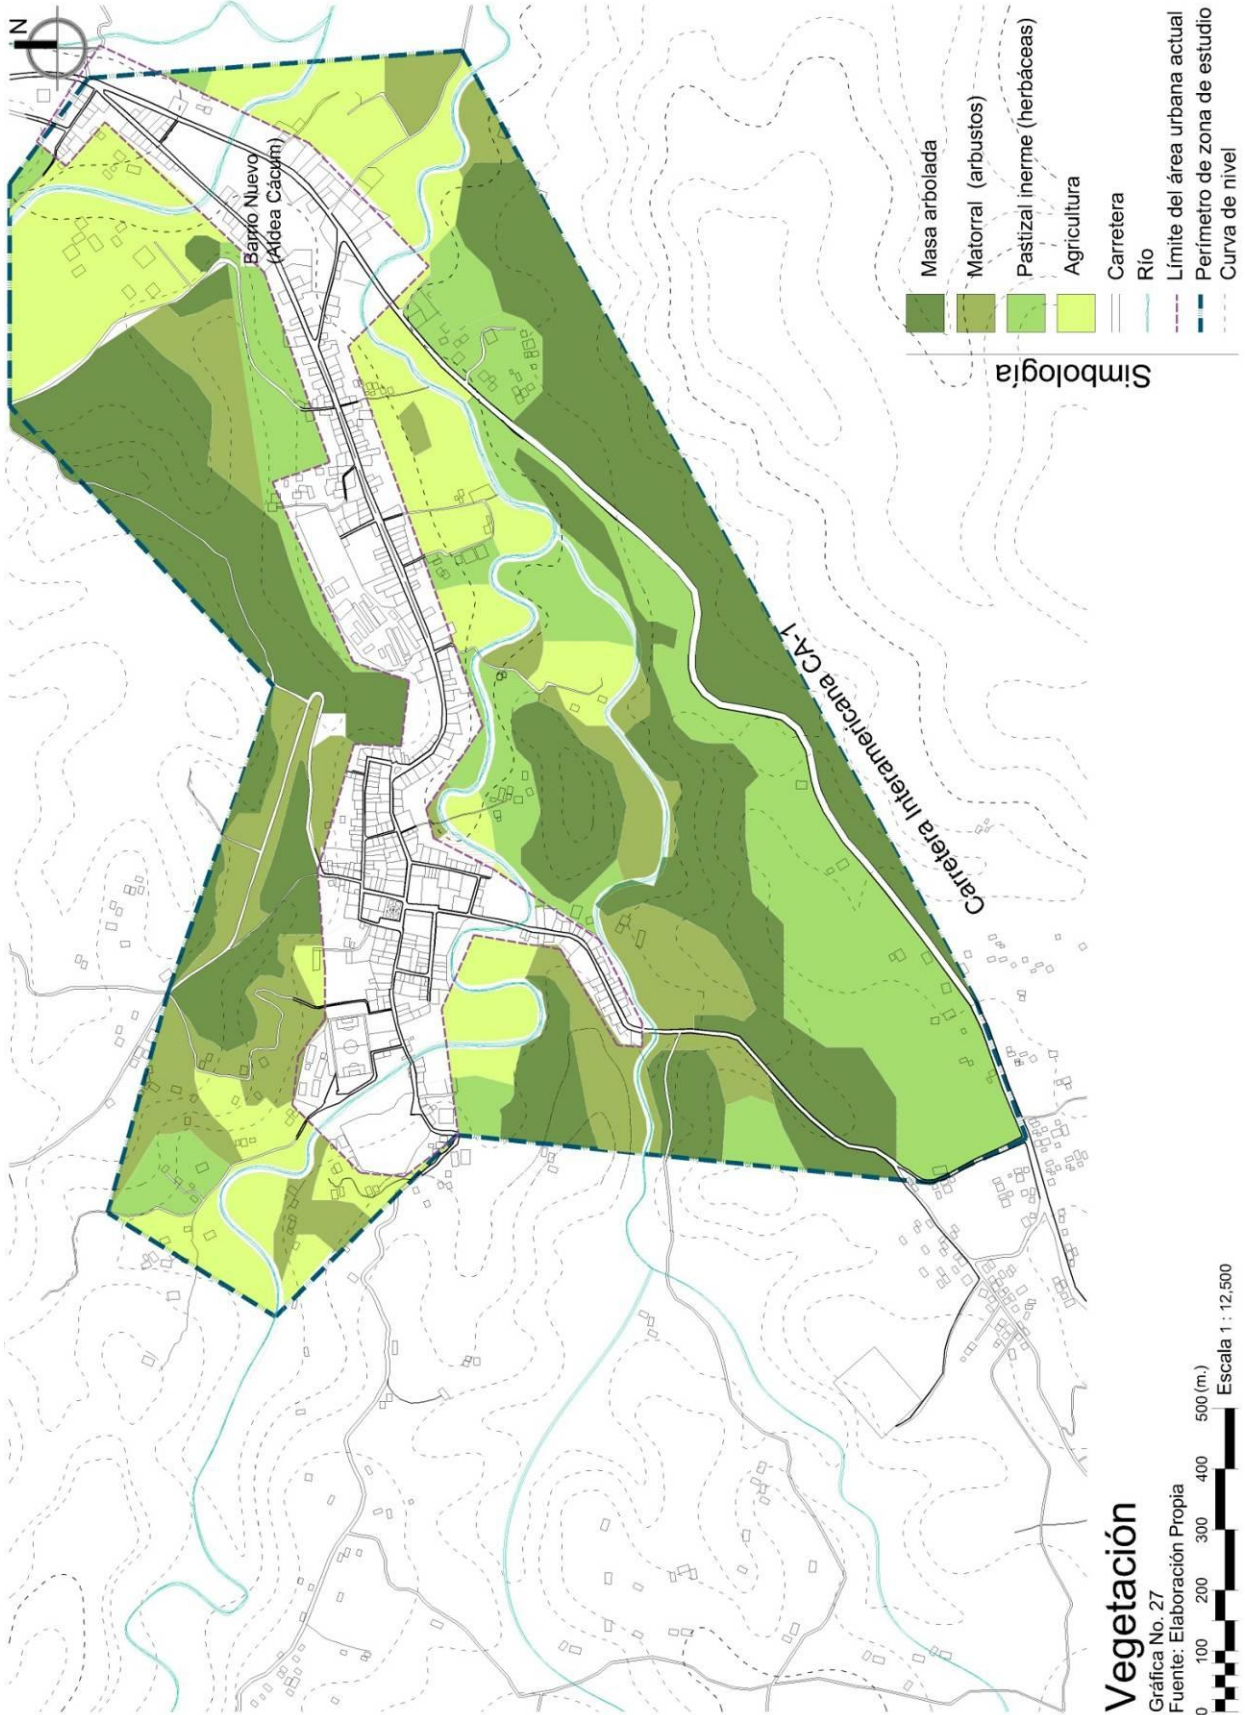 N
Barrio Nuevo
(Aldea Cácum)
Carretera Interamericana CA-1
Simbología
Masa arbolada
Matorral (arbustos)
Pastizal inerme (herbáceas)
Agricultura
Carretera
Río
Límite del área urbana actual
Perímetro de zona de estudio
Curva de nivel
Vegetación
Gráfica No. 27
Fuente: Elaboración Propia
0 100 200 300 400 500 (m.)
Escala 1 : 12,500